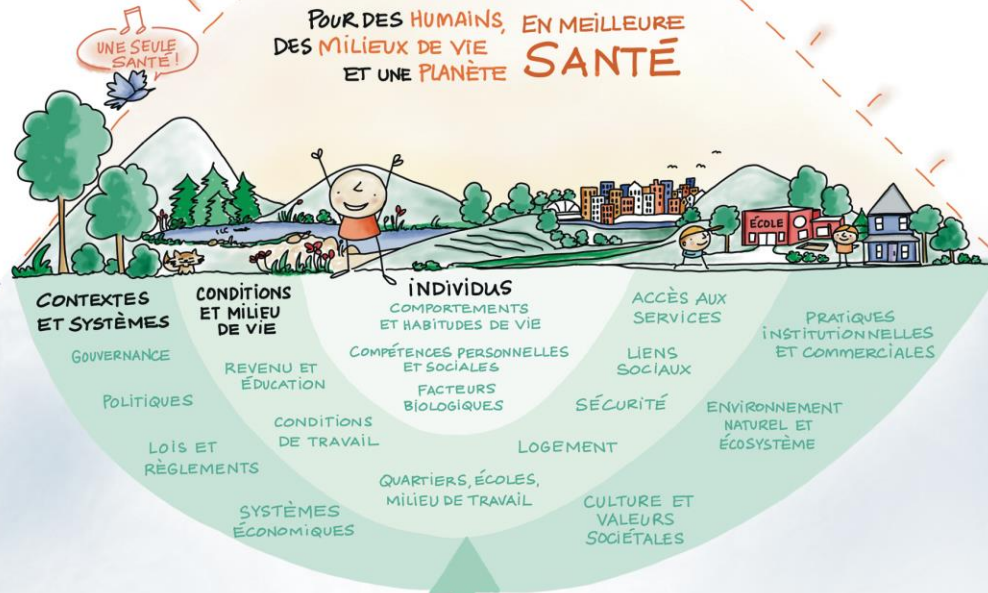 POUR DES HUMAINS,
DES MILIEUX DE VIE
ET UNE PLANÈTE
EN MEILLEURE
SANTÉ
UNE SEULE
SANTÉ!
ÉCOLE
CONTEXTES
ET SYSTÈMES
GOUVERNANCE
POLITIQUES
LOIS ET
RÈGLEMENTS
SYSTÈMES
ÉCONOMIQUES
CONDITIONS
ET MILIEU
DE VIE
REVENU ET
ÉDUCATION
CONDITIONS
DE TRAVAIL
QUARTIERS, ÉCOLES,
MILIEU DE TRAVAIL
INDIVIDUS
COMPORTEMENTS
ET HABITUDES DE VIE
COMPÉTENCES PERSONNELLES
ET SOCIALES
FACTEURS
BIOLOGIQUES
ACCÈS AUX
SERVICES
LIENS
SOCIAUX
SÉCURITÉ
LOGEMENT
PRATIQUES
INSTITUTIONNELLES
ET COMMERCIALES
ENVIRONNEMENT
NATUREL ET
ÉCOSYSTÈME
CULTURE ET
VALEURS
SOCIÉTALES